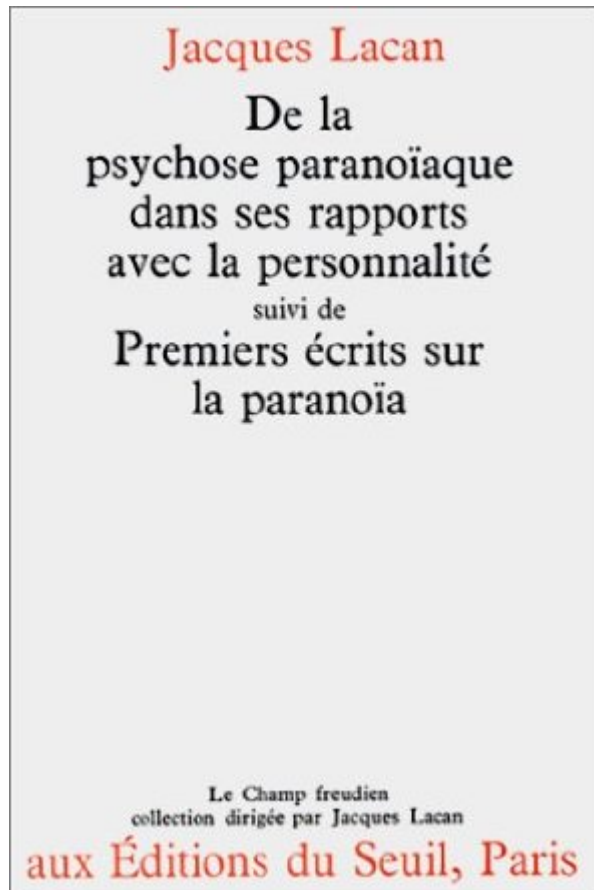 Jacques Lacan
De la
psychose paranoïaque
dans ses rapports
avec la personnalité
suivi de
Premiers écrits sur
la paranoïa
Le Champ freudien
collection dirigée par Jacques Lacan
aux Éditions du Seuil, Paris